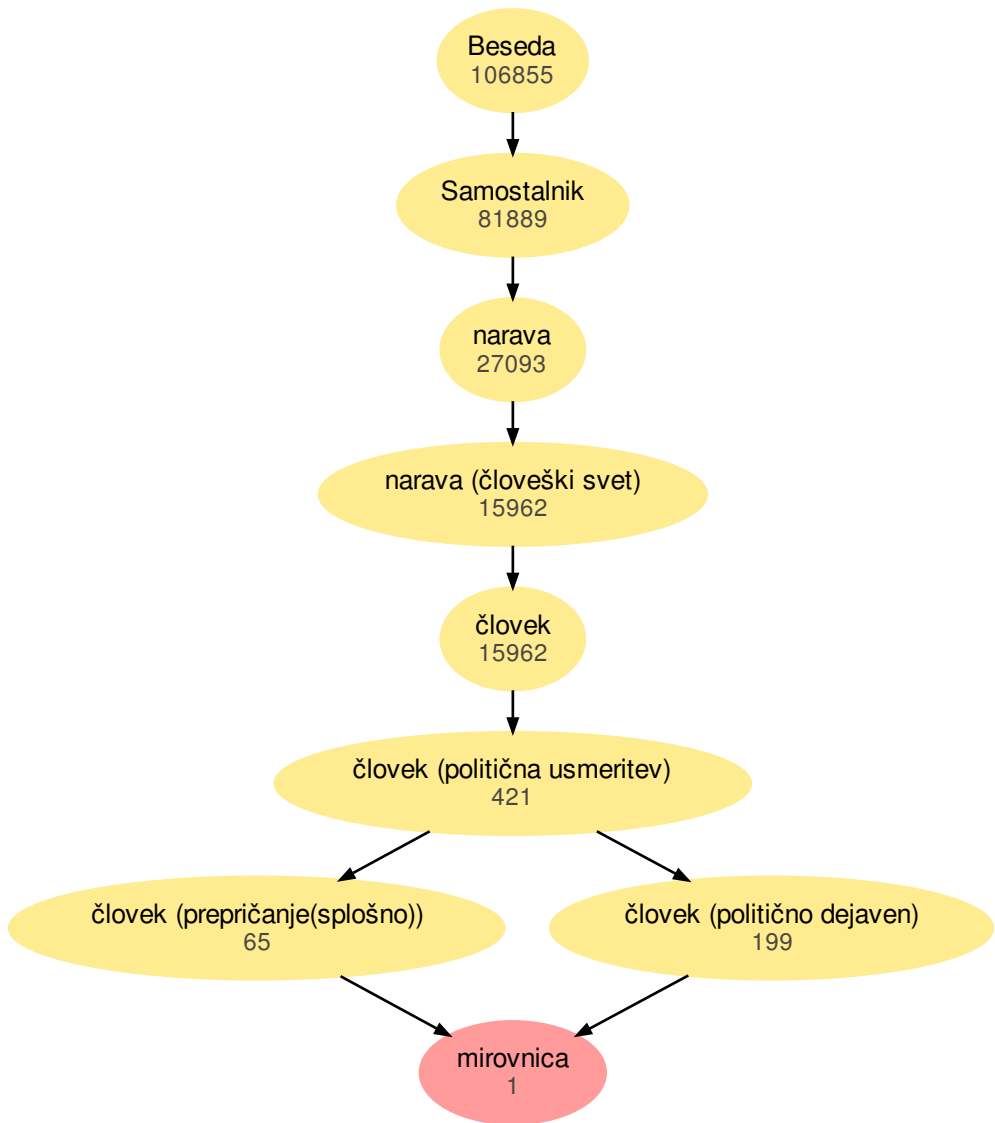 Beseda
106855
Samostalnik
81889
narava
27093
narava (človeški svet)
15962
človek
15962
človek (politična usmeritev)
421
človek (prepričanje(splošno))
65
človek (politično dejaven)
199
mirovnica
1